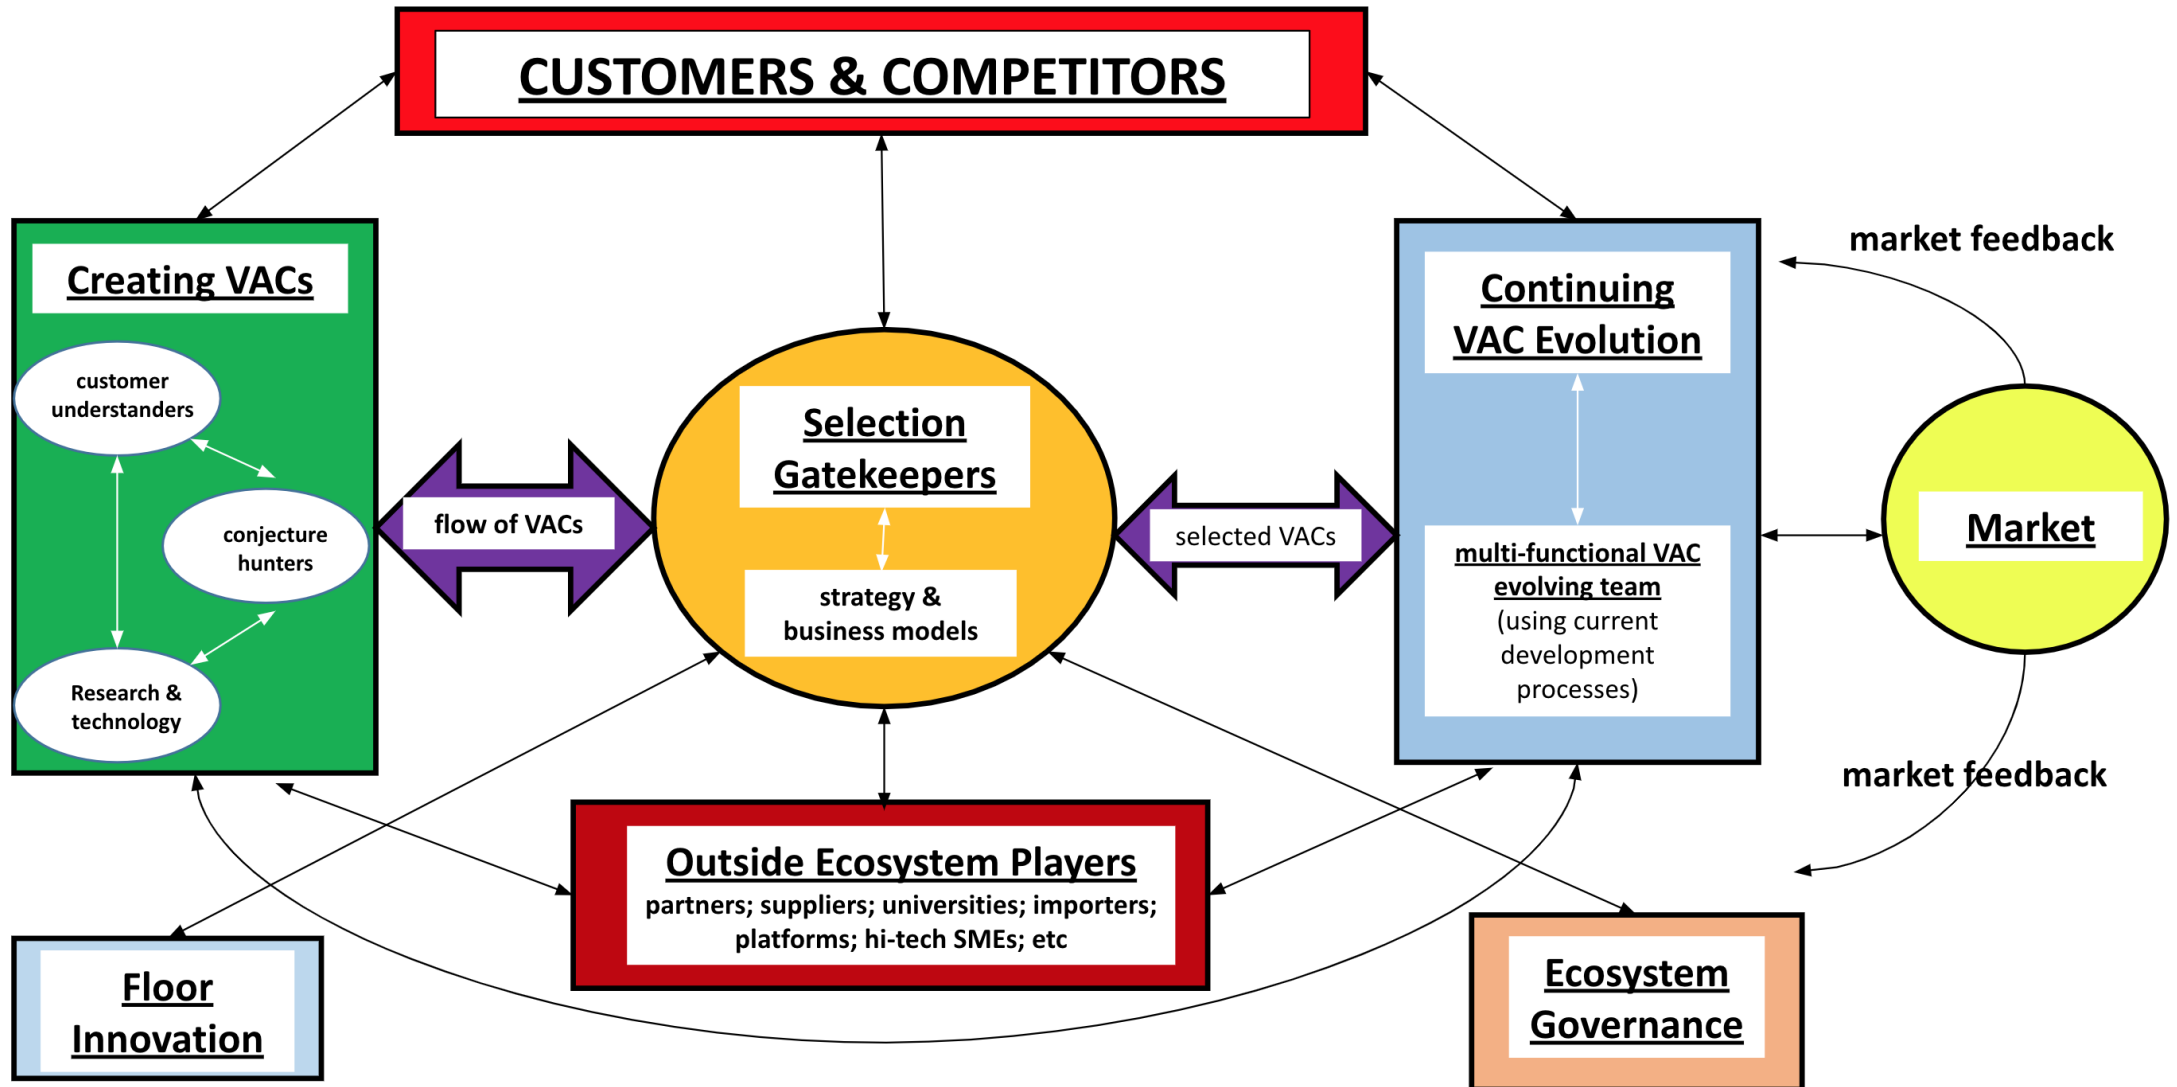 CUSTOMERS & COMPETITORS
Creating VACs
customer
understanders
conjecture
hunters
Research &
technology
flow of VACs
Selection
Gatekeepers
strategy &
business models
selected VACs
Continuing
VAC Evolution
multi-functional VAC
evolving team
(using current
development
processes)
market feedback
Market
market feedback
Outside Ecosystem Players
partners; suppliers; universities; importers;
platforms; hi-tech SMEs; etc
Floor
Innovation
Ecosystem
Governance